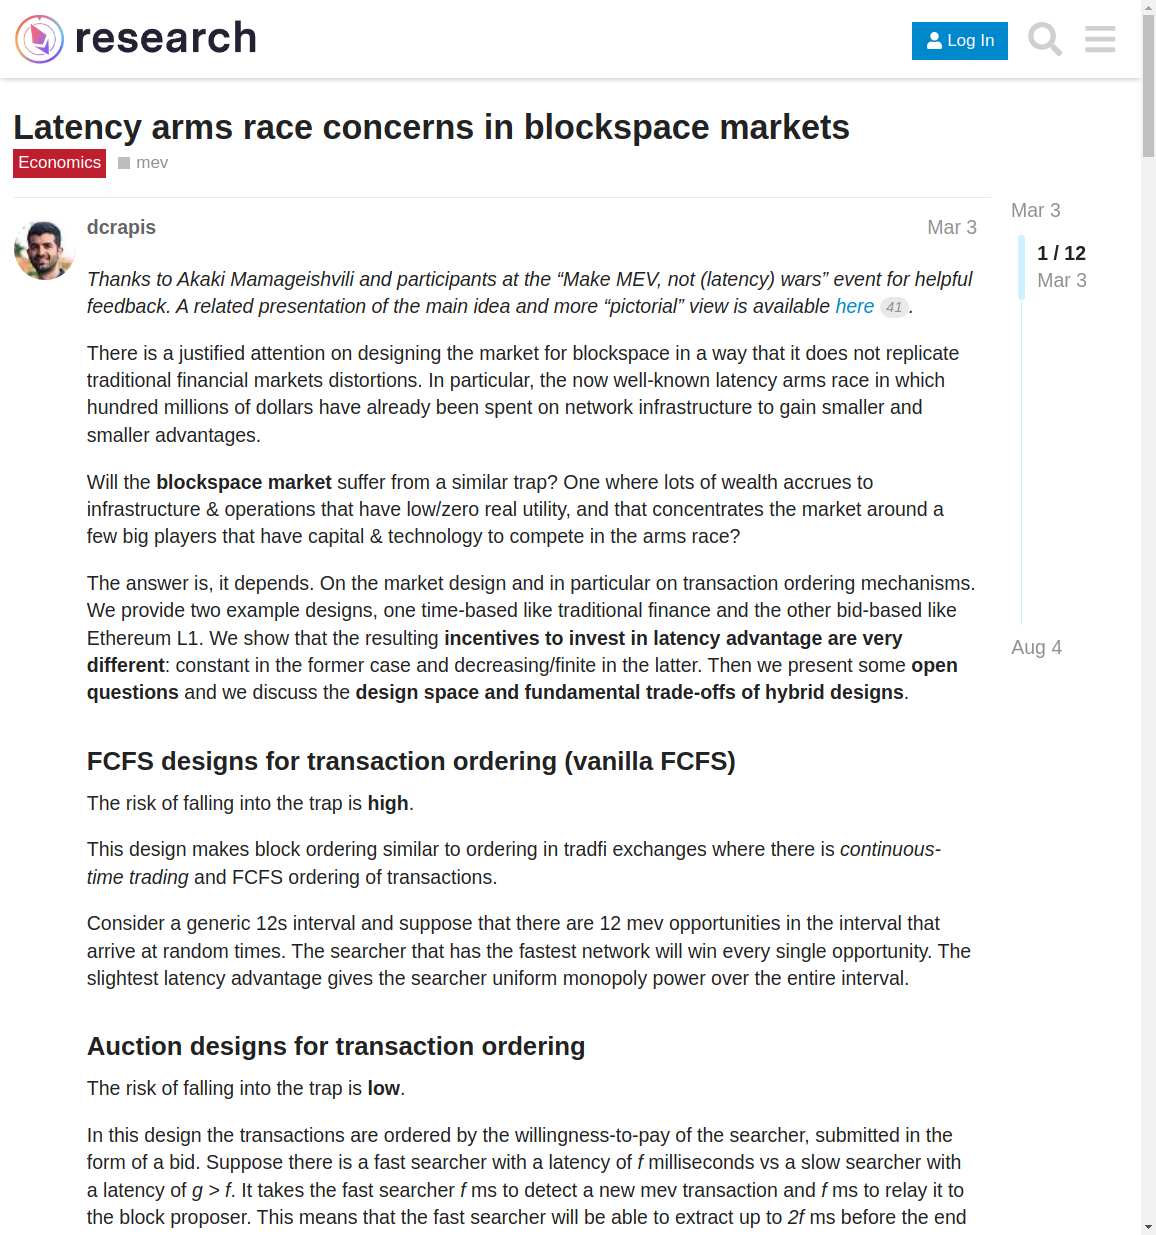 research
Log In
Latency arms race concerns in blockspace markets
Economics mev
dcrapis Mar 3
Mar 3
1 / 12
Mar 3
Aug 4
Thanks to Akaki Mamageishvili and participants at the “Make MEV, not (latency) wars” event for helpful
feedback. A related presentation of the main idea and more “pictorial” view is available here 41.
There is a justified attention on designing the market for blockspace in a way that it does not replicate
traditional financial markets distortions. In particular, the now well-known latency arms race in which
hundred millions of dollars have already been spent on network infrastructure to gain smaller and
smaller advantages.
Will the blockspace market suffer from a similar trap? One where lots of wealth accrues to
infrastructure & operations that have low/zero real utility, and that concentrates the market around a
few big players that have capital & technology to compete in the arms race?
The answer is, it depends. On the market design and in particular on transaction ordering mechanisms.
We provide two example designs, one time-based like traditional finance and the other bid-based like
Ethereum L1. We show that the resulting incentives to invest in latency advantage are very
different: constant in the former case and decreasing/finite in the latter. Then we present some open
questions and we discuss the design space and fundamental trade-offs of hybrid designs.
FCFS designs for transaction ordering (vanilla FCFS)
The risk of falling into the trap is high.
This design makes block ordering similar to ordering in tradfi exchanges where there is continuous-
time trading and FCFS ordering of transactions.
Consider a generic 12s interval and suppose that there are 12 mev opportunities in the interval that
arrive at random times. The searcher that has the fastest network will win every single opportunity. The
slightest latency advantage gives the searcher uniform monopoly power over the entire interval.
Auction designs for transaction ordering
The risk of falling into the trap is low.
In this design the transactions are ordered by the willingness-to-pay of the searcher, submitted in the
form of a bid. Suppose there is a fast searcher with a latency of f milliseconds vs a slow searcher with
a latency of g > f. It takes the fast searcher f ms to detect a new mev transaction and f ms to relay it to
the block proposer. This means that the fast searcher will be able to extract up to 2f ms before the end